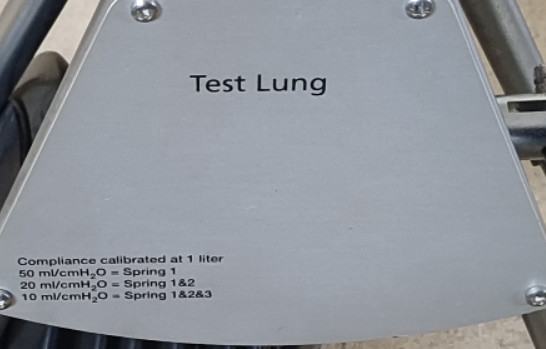 Test Lung
Compliance calibrated at 1 liter
50 ml/cmH₂O = Spring 1
20 ml/cmH₂O = Spring 1&2
10 ml/cmH₂O = Spring 1&2&3